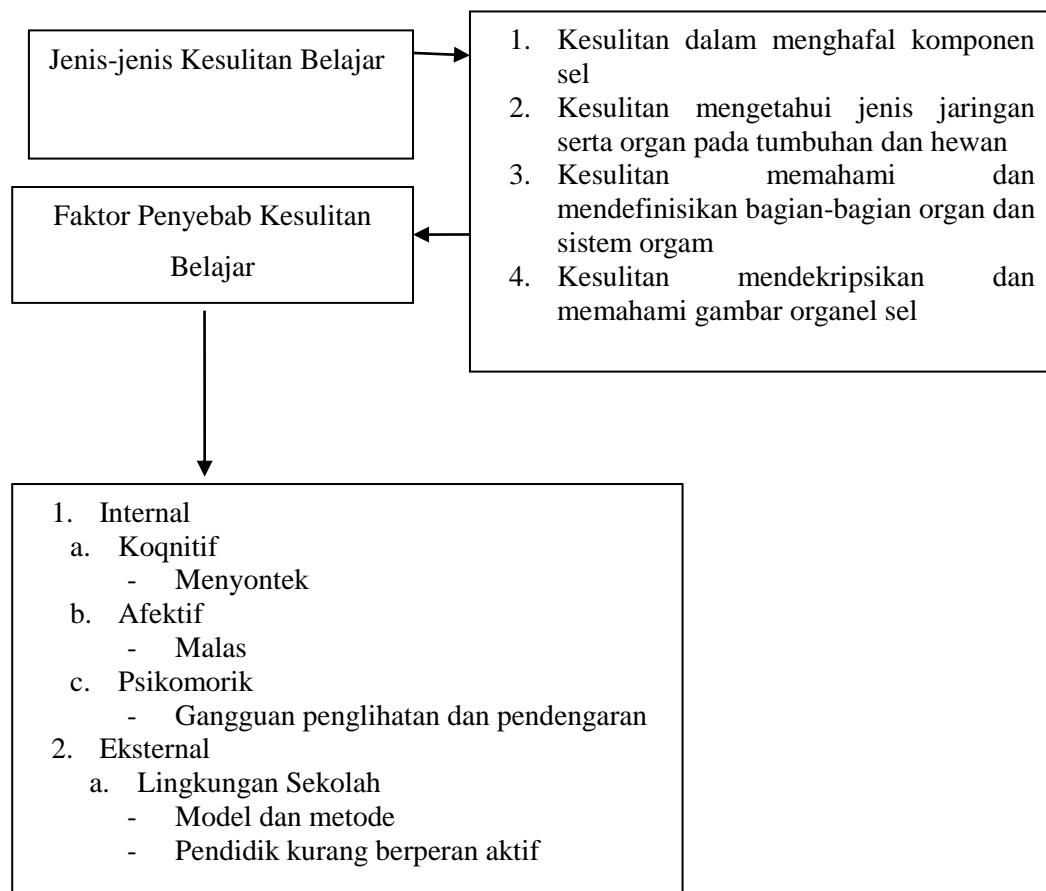 Jenis-jenis Kesulitan Belajar
1. Kesulitan dalam menghafal komponen
sel
2. Kesulitan mengetahui jenis jaringan
serta organ pada tumbuhan dan hewan
3. Kesulitan memahami dan
mendefinisikan bagian-bagian organ dan
sistem orgam
4. Kesulitan mendekripsikan dan
memahami gambar organel sel
Faktor Penyebab Kesulitan
Belajar
1. Internal
a. Koqnitif
- Menyontek
b. Afektif
- Malas
c. Psikomorik
- Gangguan penglihatan dan pendengaran
2. Eksternal
a. Lingkungan Sekolah
- Model dan metode
- Pendidik kurang berperan aktif